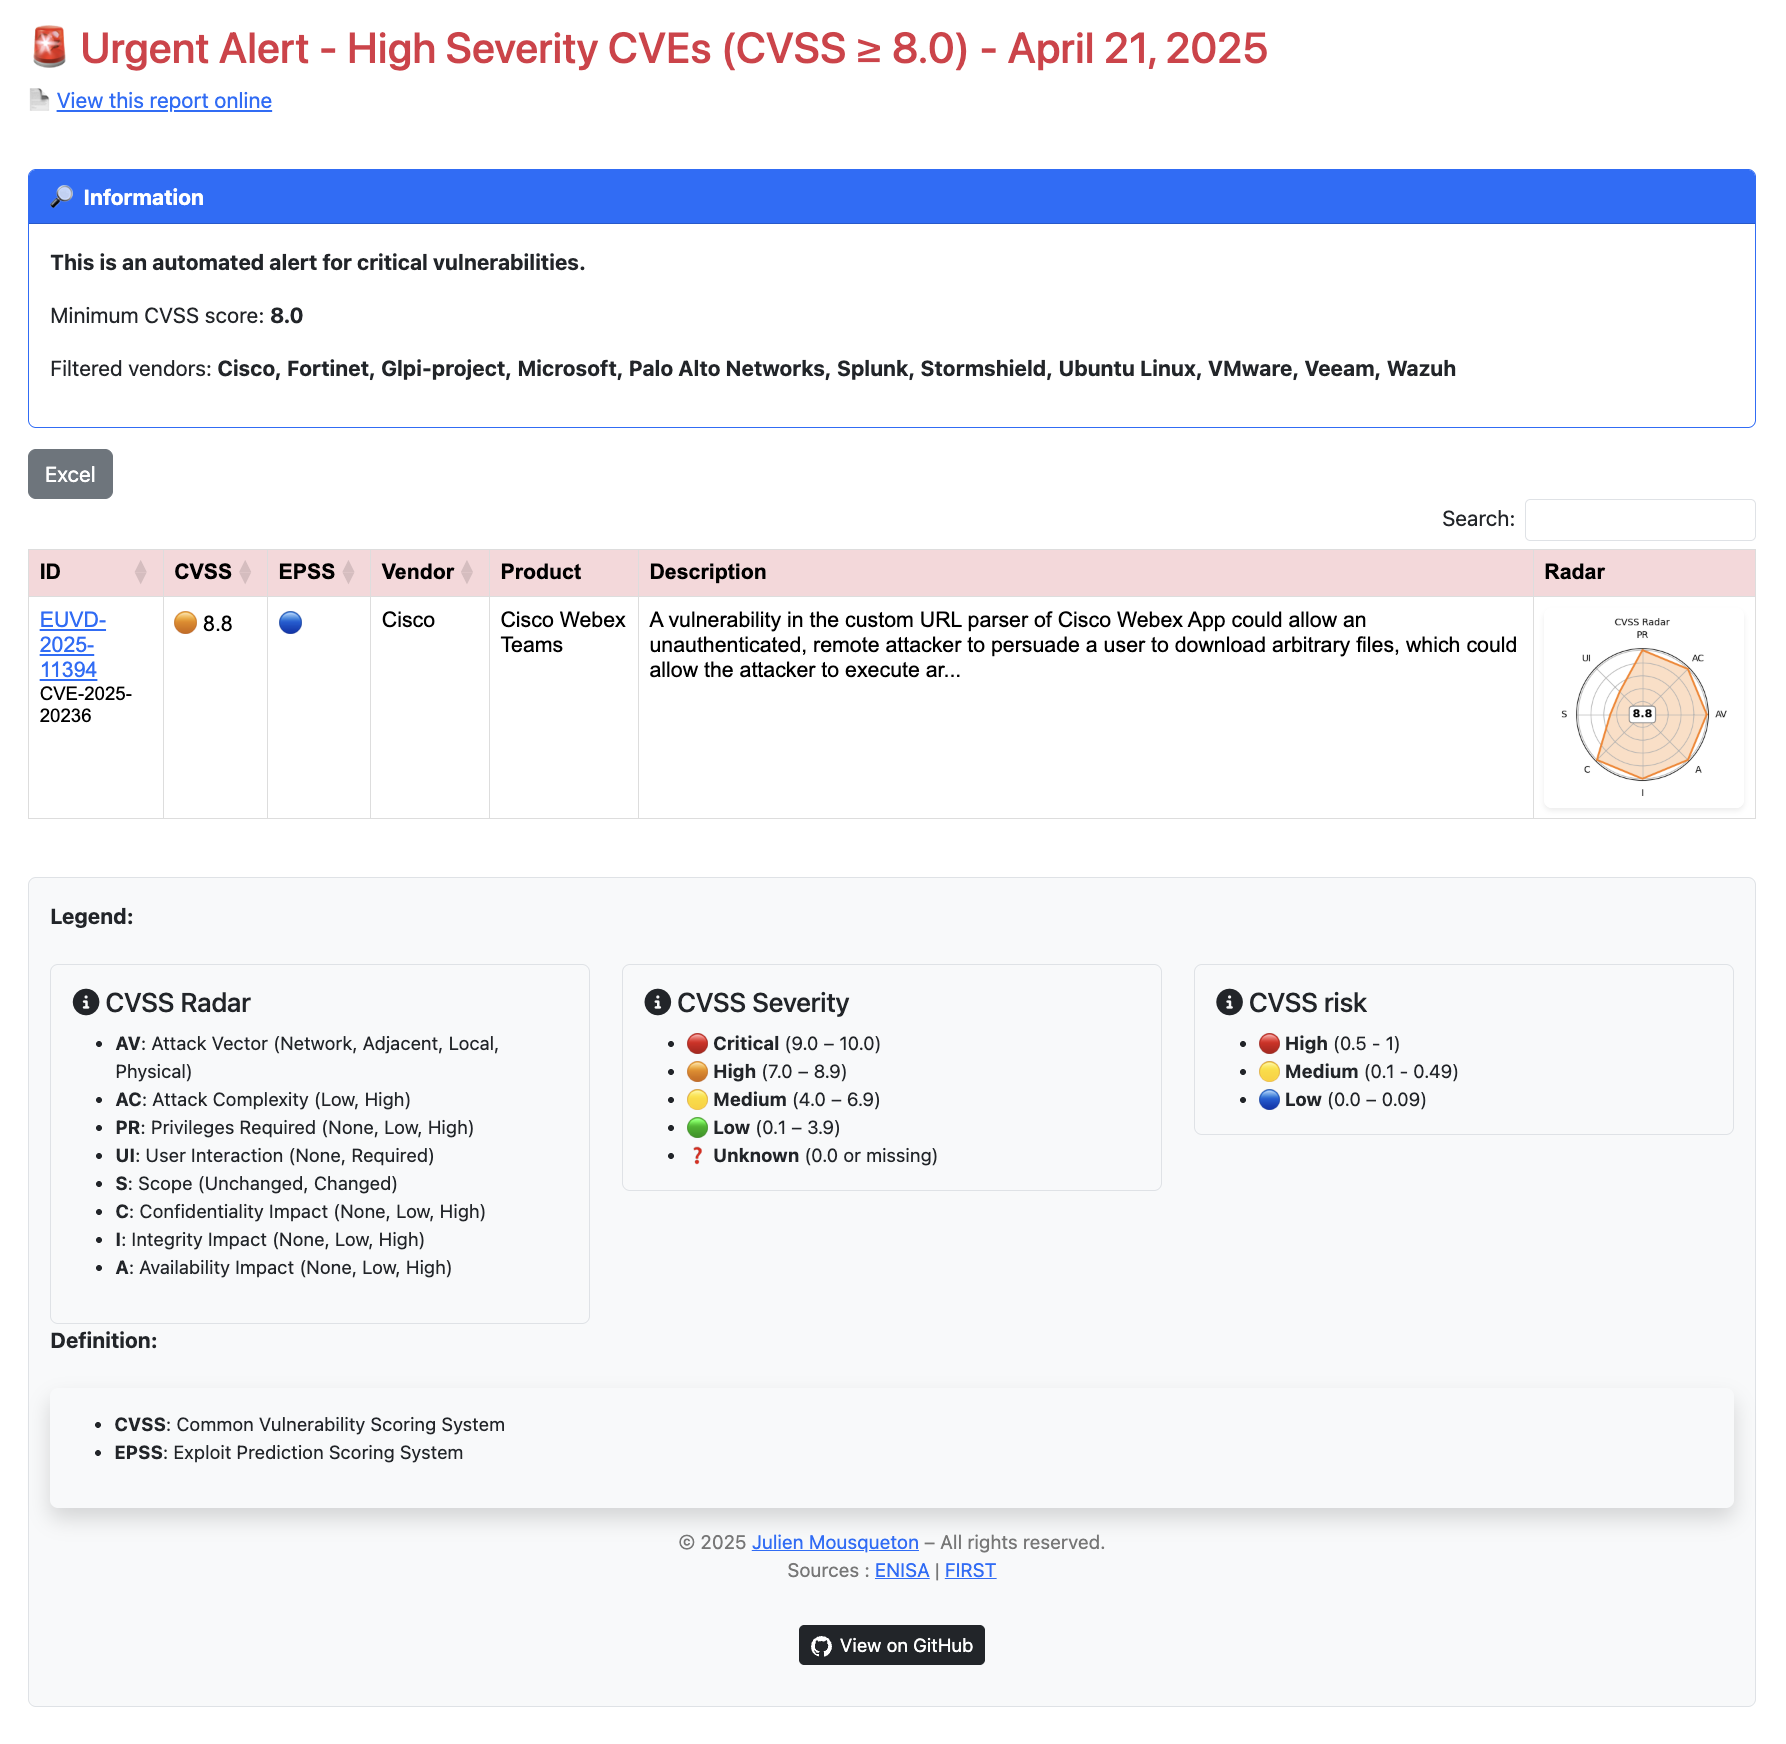 🚨 Urgent Alert - High Severity CVEs (CVSS ≥ 8.0) - April 21, 2025
📄 View this report online
🔎 Information
This is an automated alert for critical vulnerabilities.
Minimum CVSS score: 8.0
Filtered vendors: Cisco, Fortinet, Glpi-project, Microsoft, Palo Alto Networks, Splunk, Stormshield, Ubuntu Linux, VMware, Veeam, Wazuh
Excel
Search:
ID CVSS EPSS Vendor Product Description Radar
EUVD-
2025-
11394
CVE-2025-
20236
🟠 8.8
🔵
Cisco
Cisco Webex
Teams
A vulnerability in the custom URL parser of Cisco Webex App could allow an
unauthenticated, remote attacker to persuade a user to download arbitrary files, which could
allow the attacker to execute ar...
CVSS Radar
PR
UI
AC
S
8.8
AV
C
A
I
Legend:
CVSS Radar
• AV: Attack Vector (Network, Adjacent, Local,
Physical)
• AC: Attack Complexity (Low, High)
• PR: Privileges Required (None, Low, High)
• UI: User Interaction (None, Required)
• S: Scope (Unchanged, Changed)
• C: Confidentiality Impact (None, Low, High)
• I: Integrity Impact (None, Low, High)
• A: Availability Impact (None, Low, High)
CVSS Severity
• 🔴 Critical (9.0 – 10.0)
• 🟠 High (7.0 – 8.9)
• 🟡 Medium (4.0 – 6.9)
• 🟢 Low (0.1 – 3.9)
• ❓ Unknown (0.0 or missing)
CVSS risk
• 🔴 High (0.5 - 1)
• 🟡 Medium (0.1 - 0.49)
• 🔵 Low (0.0 – 0.09)
Definition:
• CVSS: Common Vulnerability Scoring System
• EPSS: Exploit Prediction Scoring System
© 2025 Julien Mousqueton – All rights reserved.
Sources : ENISA | FIRST
View on GitHub